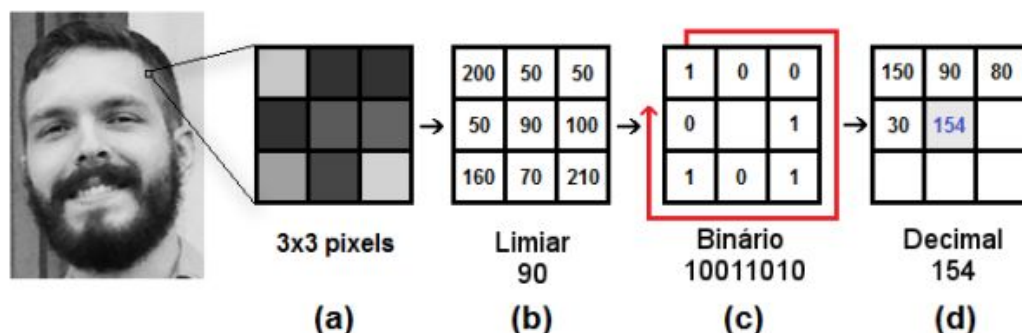 200 50 50
50 90 100
160 70 210
1 0 0
0 1
1 0 1
150 90 80
30 154
3x3 pixels
Limiar
90
Binário
10011010
Decimal
154
(a) (b) (c) (d)